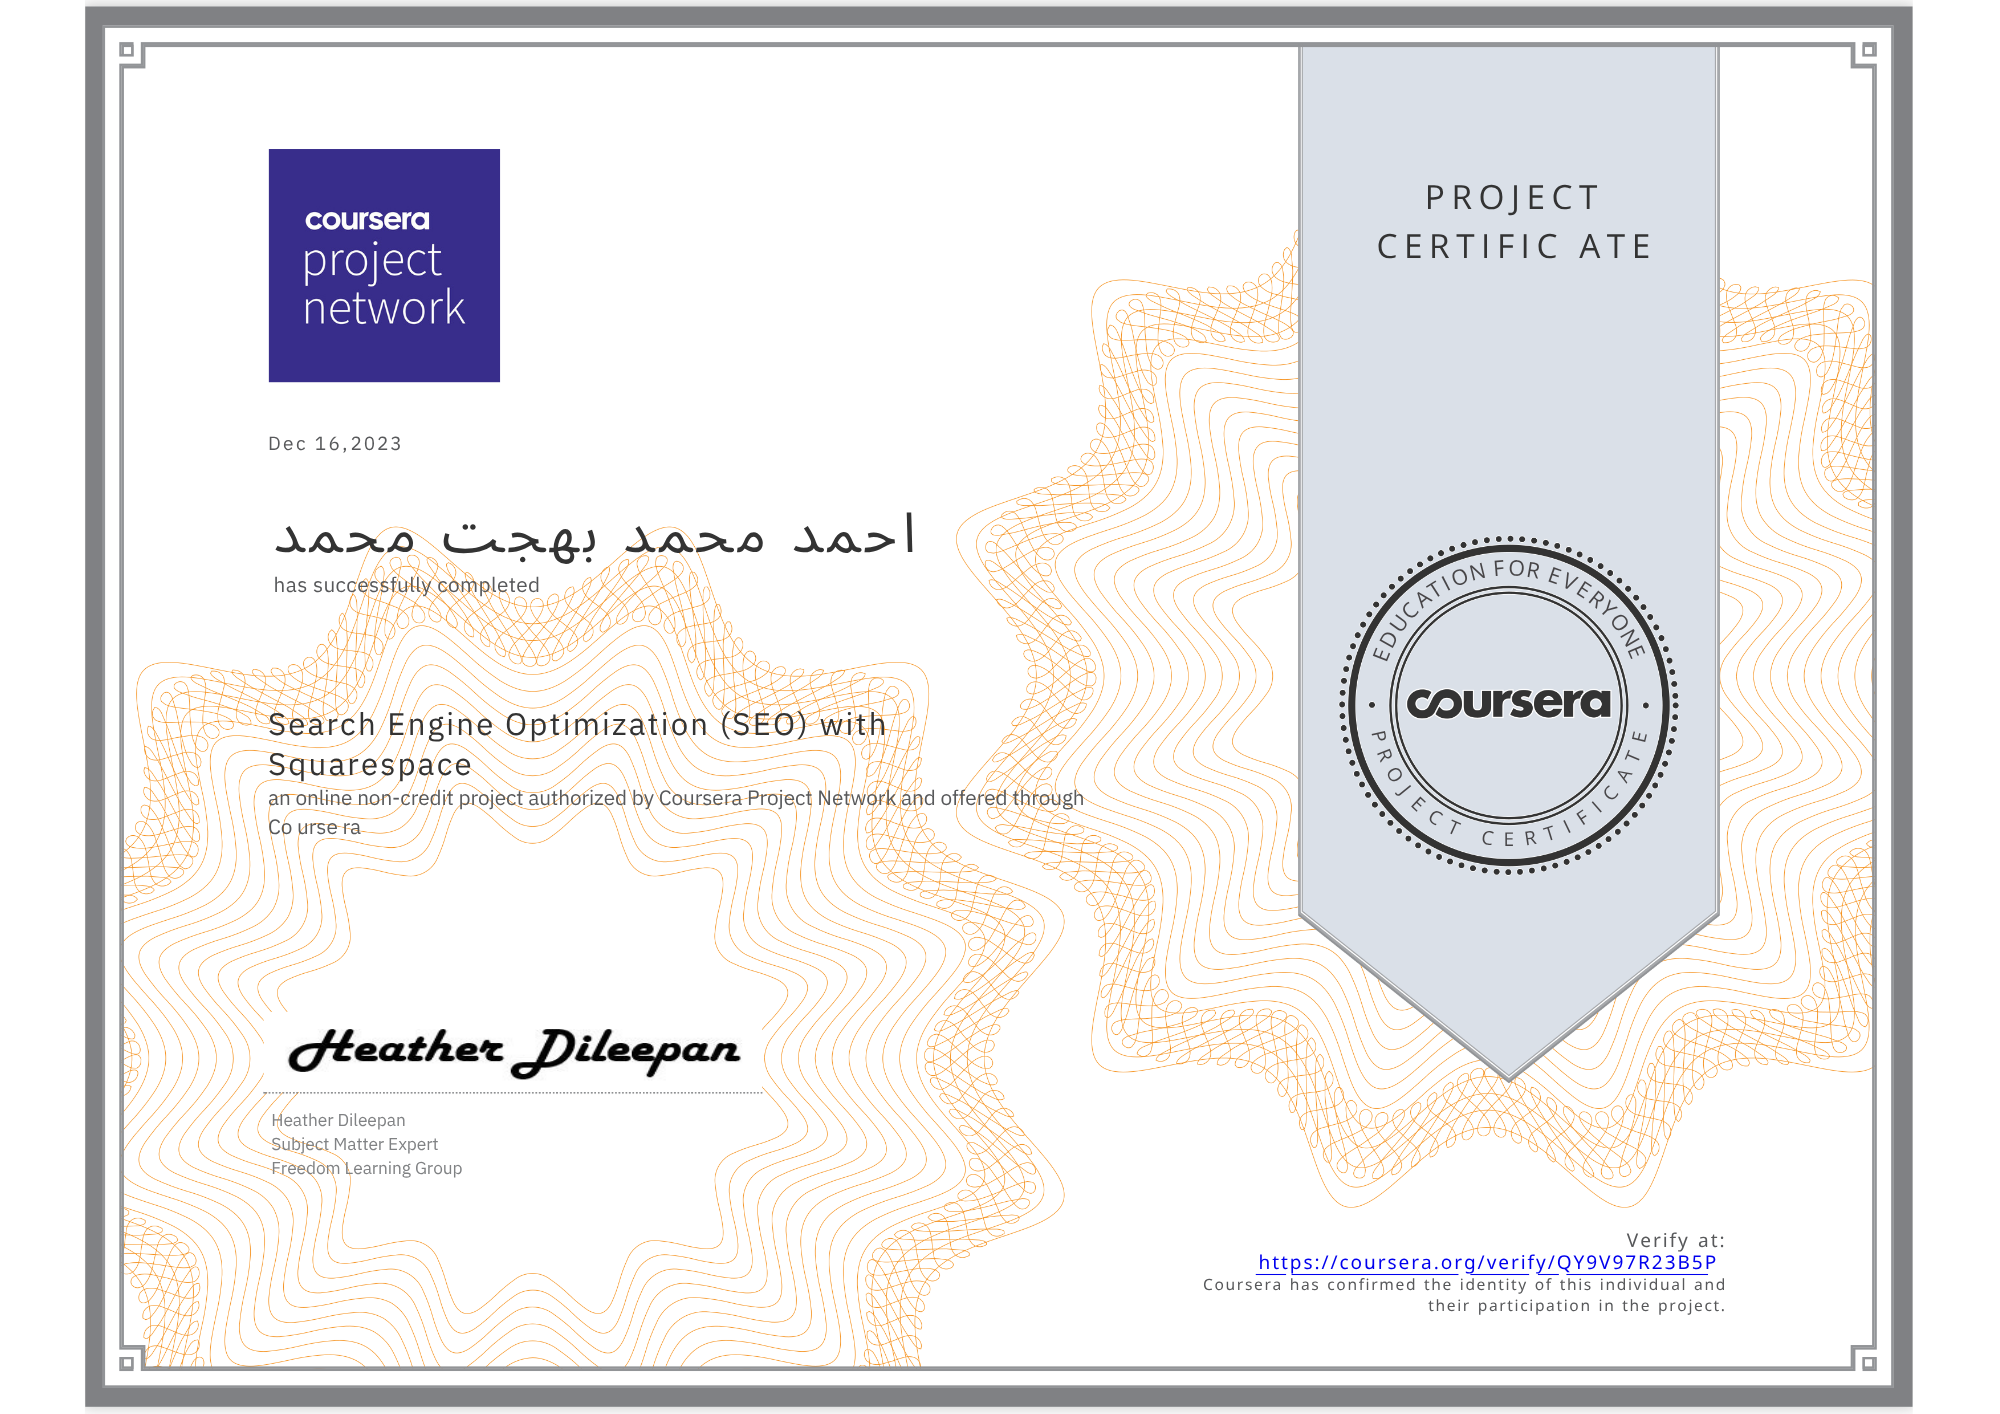 coursera
project
network
Dec 16,2023
احمد محمد بهجت محمد
has successfully completed
Search Engine Optimization (SEO) with
Squarespace
an online non-credit project authorized by Coursera Project Network and offered through
Co urse ra
Heather Dileepan
Heather Dileepan
Subject Matter Expert
Freedom Learning Group
PROJECT
CERTIFIC ATE
EDUCATION FOR EVERYONE
coursera
PROJECT CERTIFICATE
Verify at:
https://coursera.org/verify/QY9V97R23B5P
Coursera has confirmed the identity of this individual and
their participation in the project.